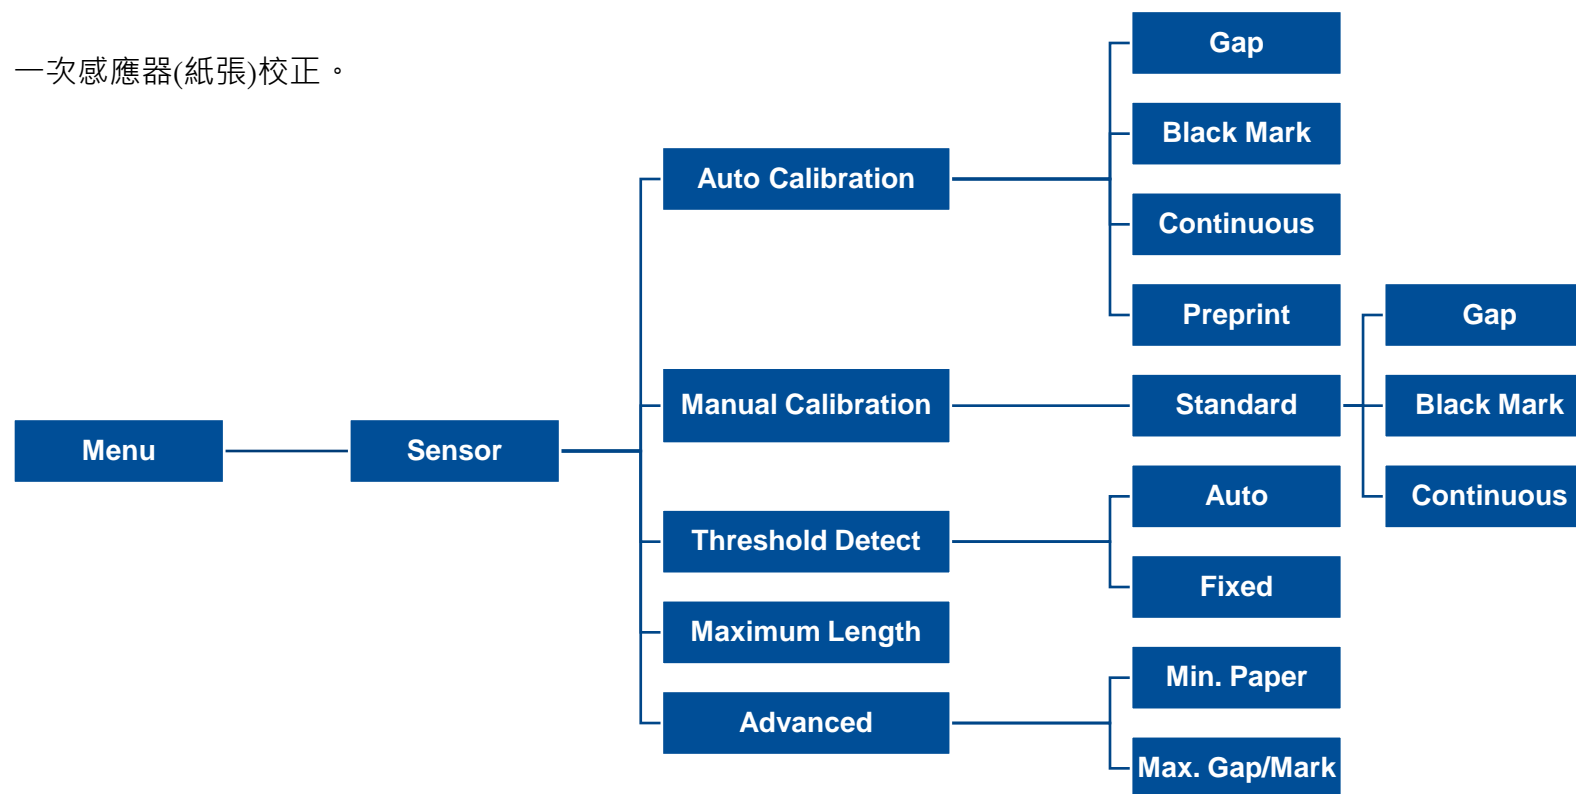 一次感應器(紙張)校正。
Menu
Sensor
Auto Calibration
Gap
Black Mark
Continuous
Preprint
Manual Calibration
Standard
Gap
Black Mark
Continuous
Threshold Detect
Auto
Fixed
Maximum Length
Advanced
Min. Paper
Max. Gap/Mark